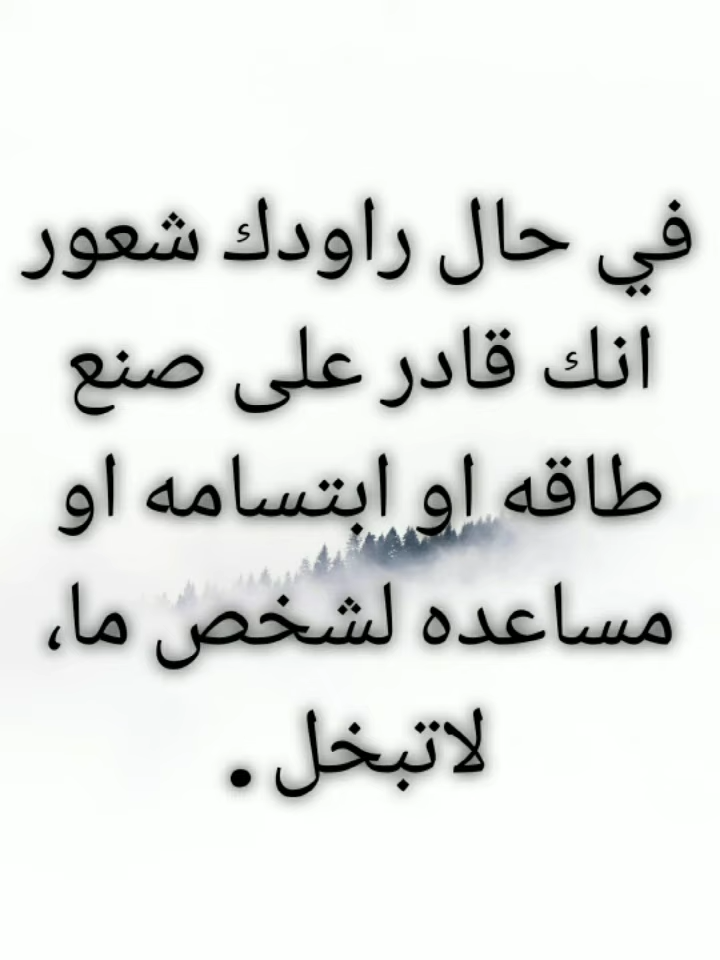 في حال راودك شعور
انك قادر على صنع
طاقه او ابتسامه او
مساعده لشخص ما،
لاتبخل .